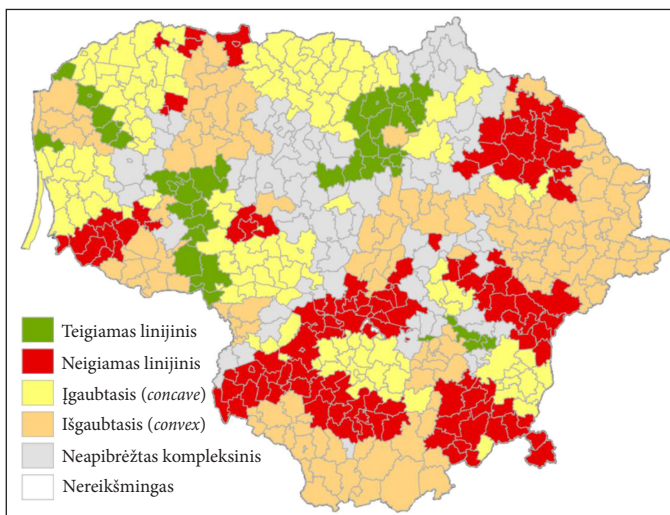 Teigiamas linijinis
Neigiamas linijinis
Įgaubtasis (concave)
Išgaubtasis (convex)
Neapibrėžtas kompleksinis
Nereikšmingas